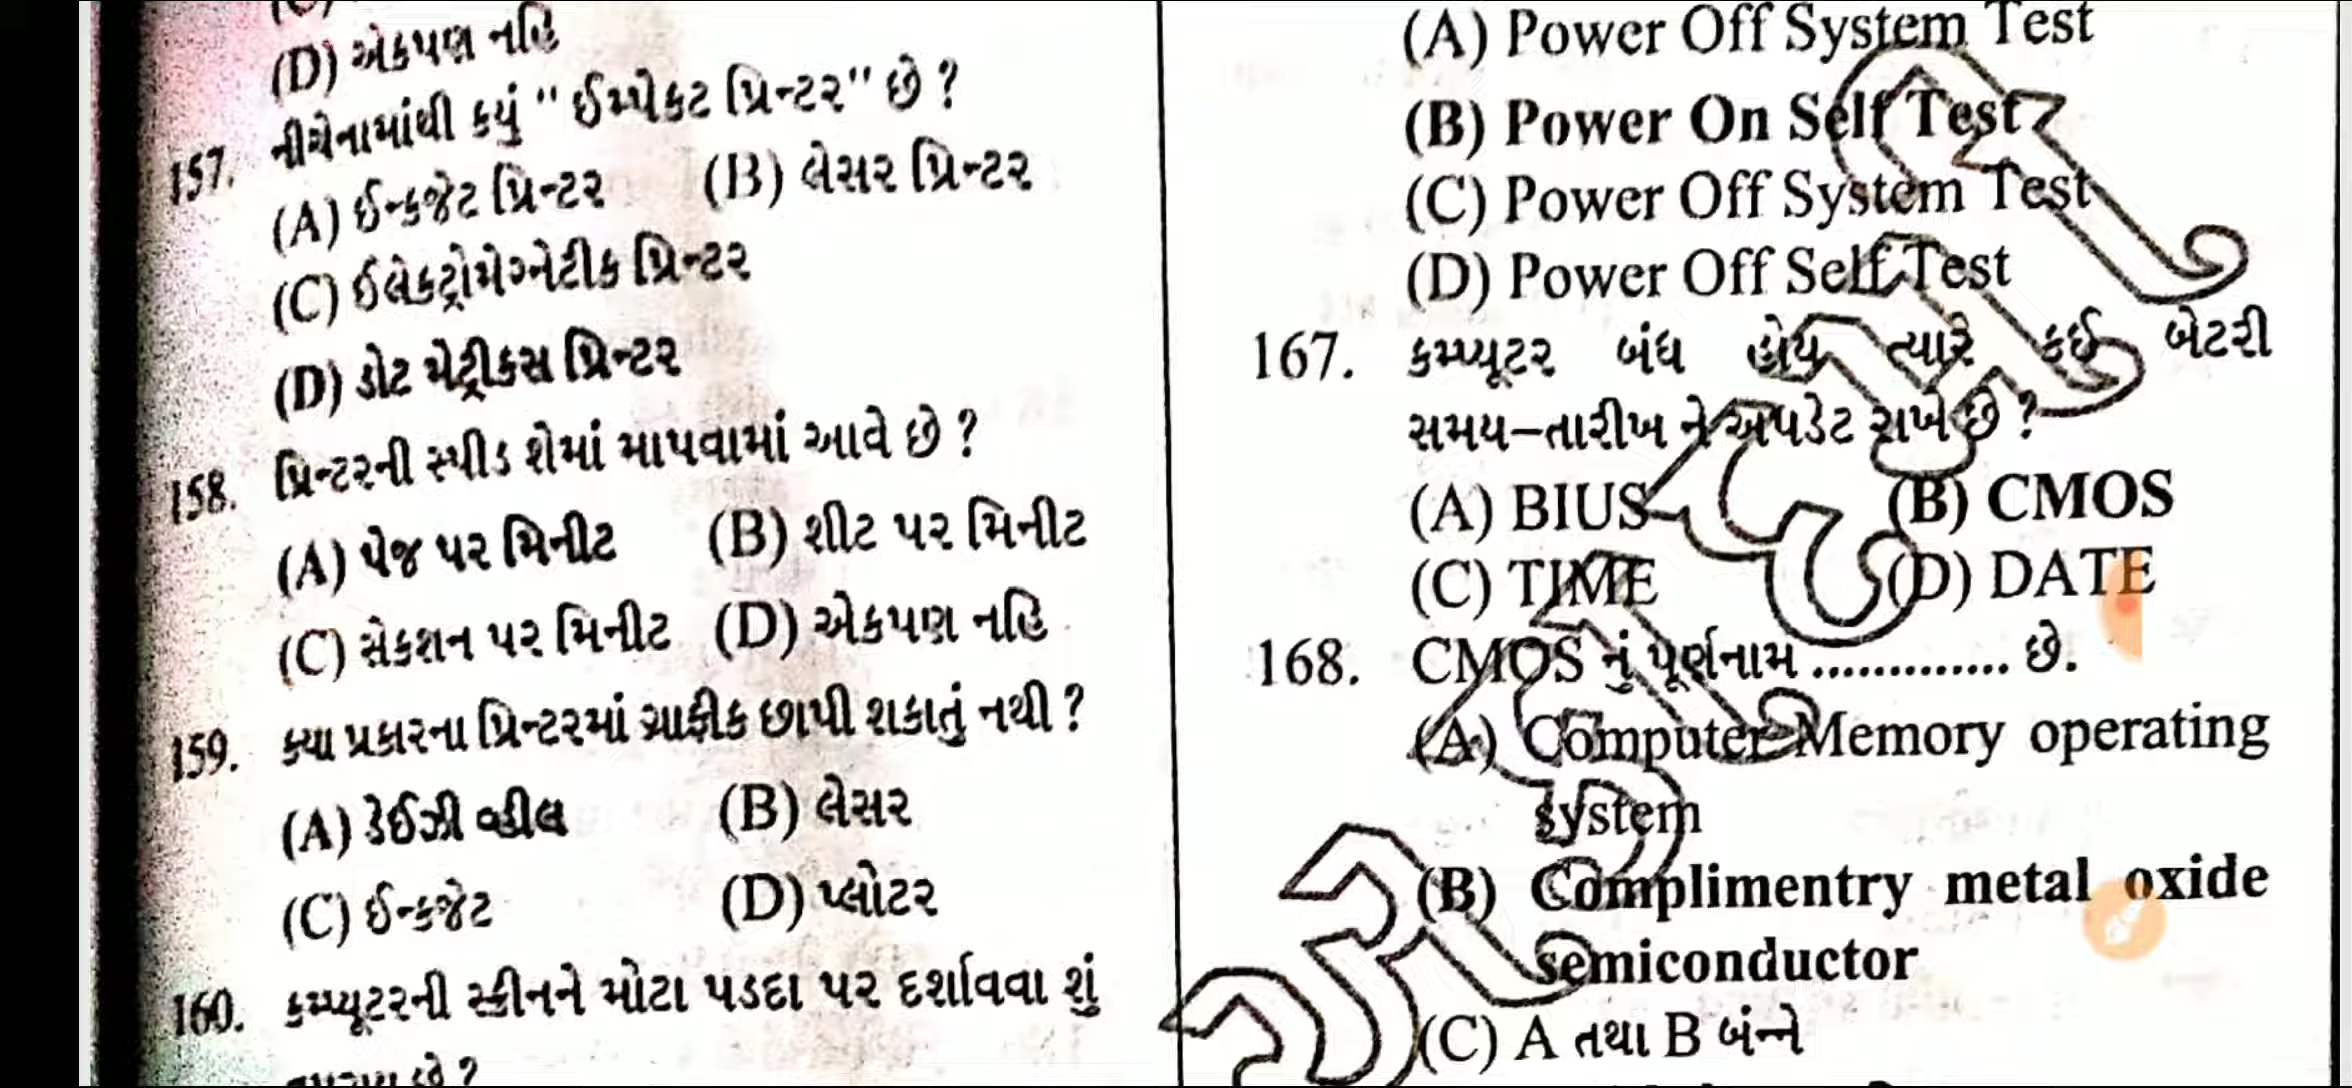 (D) એકપણ નહિ
157. નીચેનામાંથી કયું " ઈમ્પેકટ પ્રિન્ટર" છે ?
(A) ઈન્કજેટ પ્રિન્ટર (B) લેસર પ્રિન્ટર
(C) ઈલેકટ્રોમેગ્નેટીક પ્રિન્ટર
(D) ડોટ મેટ્રીકસ પ્રિન્ટર
158. પ્રિન્ટરની સ્પીડ શેમાં માપવામાં આવે છે ?
(A) પેજ પર મિનીટ (B) શીટ પર મિનીટ
(C) સેકશન પર મિનીટ (D) એકપણ નહિ
159. ક્યા પ્રકારના પ્રિન્ટરમાં ગ્રાફીક છાપી શકાતું નથી ?
(A) ડેઈઝી વ્હીલ (B) લેસર
(C) ઈન્કજેટ (D) પ્લોટર
160. કમ્પ્યૂટરની સ્ક્રીનને મોટા પડદા પર દર્શાવવા શું
છે ?
(A) Power Off System Test
(B) Power On Self Test
(C) Power Off System Test
(D) Power Off Self Test
167. કમ્પ્યૂટર બંધ હોય ત્યારે કઈ બેટરી
સમય–તારીખ ને અપડેટ રાખે છે ?
(A) BIUS (B) CMOS
(C) TIME (D) DATE
168. CMOS નું પૂર્ણનામ ............. છે.
(A) Computer Memory operating
system
(B) Complimentry metal oxide
semiconductor
(C) A તથા B બંન્ને